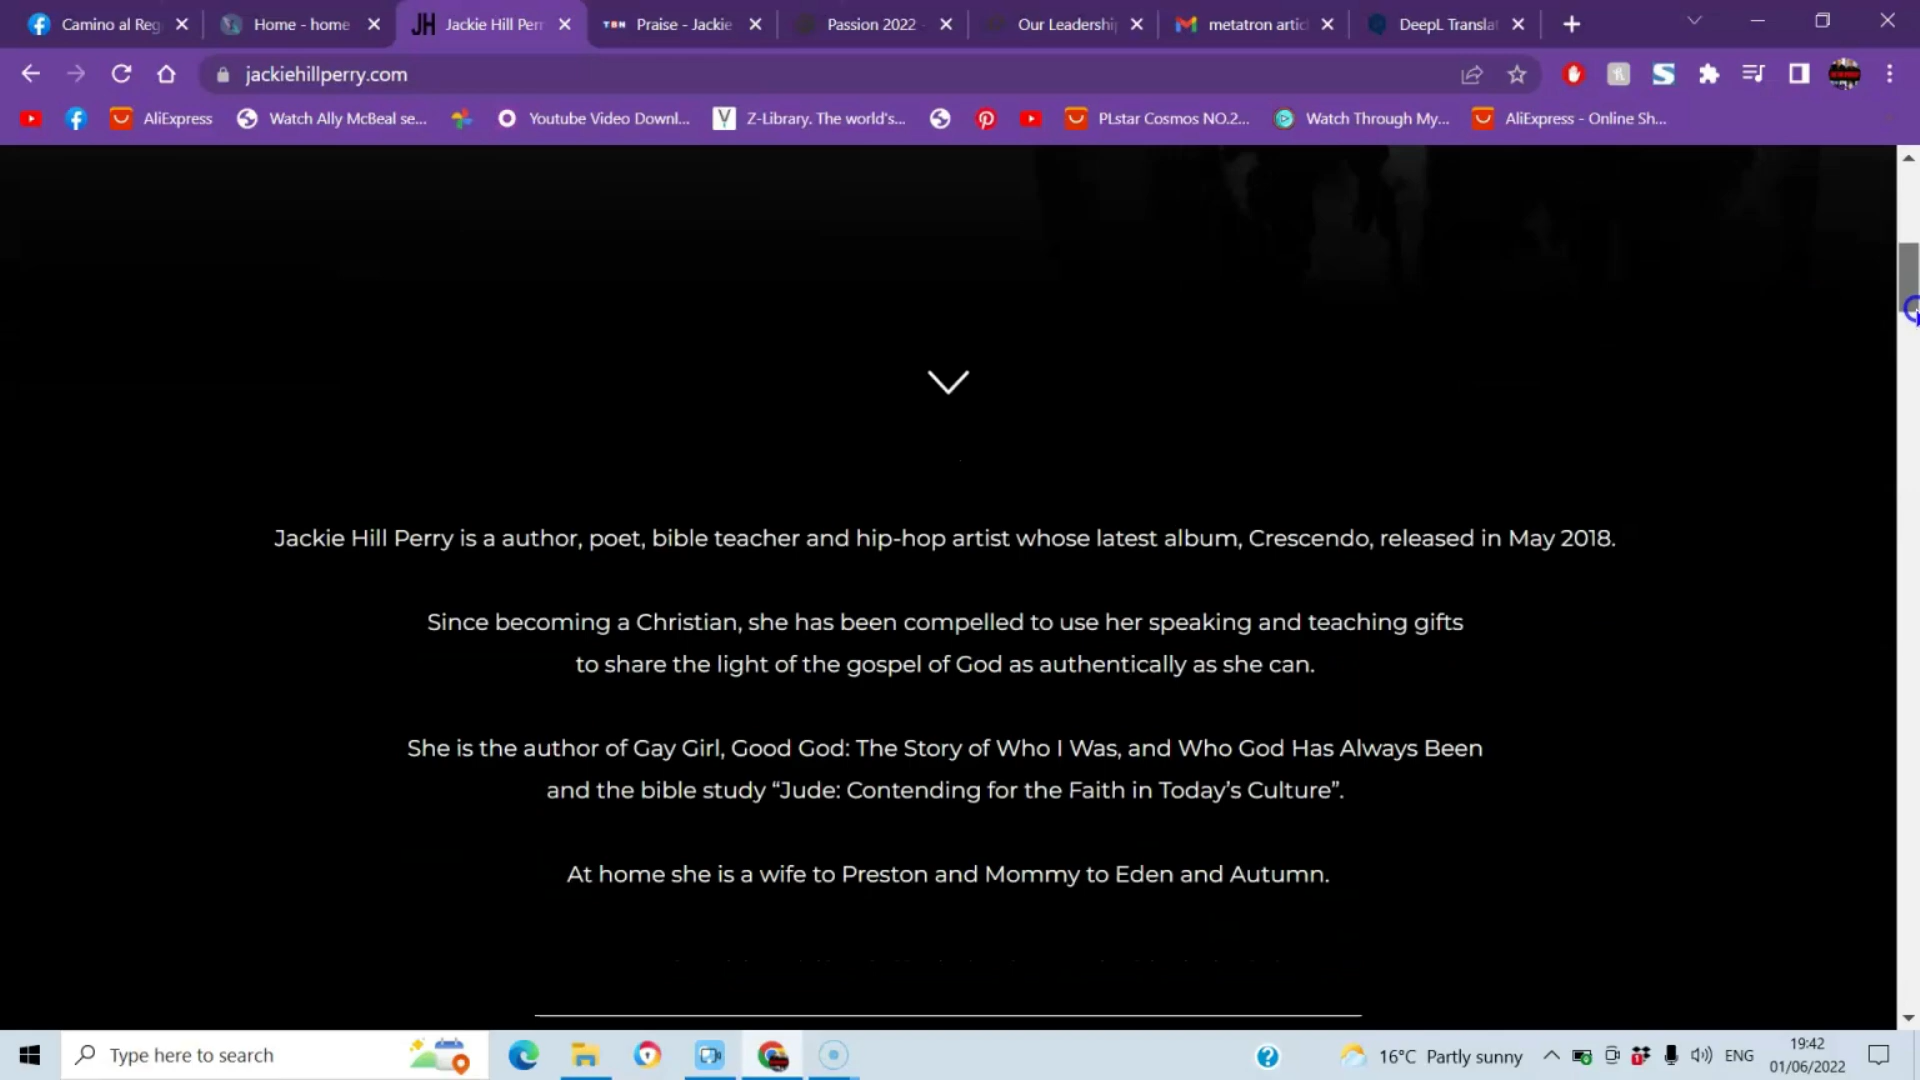 Camino al Reg
Home - home
JH Jackie Hill Perr
TBN Praise - Jackie
Passion 2022 -
Our Leadership
metatron artic
DeepL Translat
jackiehillperry.com
AliExpress
Watch Ally McBeal se...
Youtube Video Downl...
Z-Library. The world's...
PLstar Cosmos NO.2...
Watch Through My...
AliExpress - Online Sh...
Jackie Hill Perry is a author, poet, bible teacher and hip-hop artist whose latest album, Crescendo, released in May 2018.
Since becoming a Christian, she has been compelled to use her speaking and teaching gifts
to share the light of the gospel of God as authentically as she can.
She is the author of Gay Girl, Good God: The Story of Who I Was, and Who God Has Always Been
and the bible study “Jude: Contending for the Faith in Today’s Culture”.
At home she is a wife to Preston and Mommy to Eden and Autumn.
Type here to search
16°C Partly sunny
ENG
19:42
01/06/2022